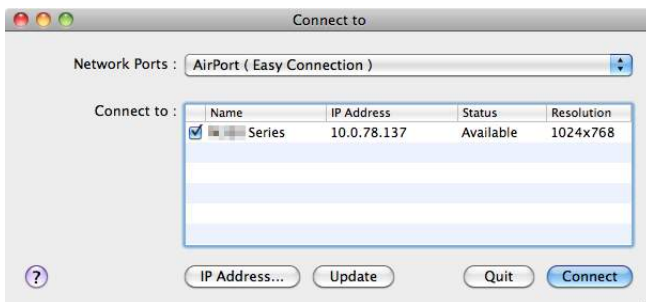 Connect to
Network Ports : AirPort ( Easy Connection )
Connect to : Name IP Address Status Resolution
Series 10.0.78.137 Available 1024x768
? IP Address... Update Quit Connect